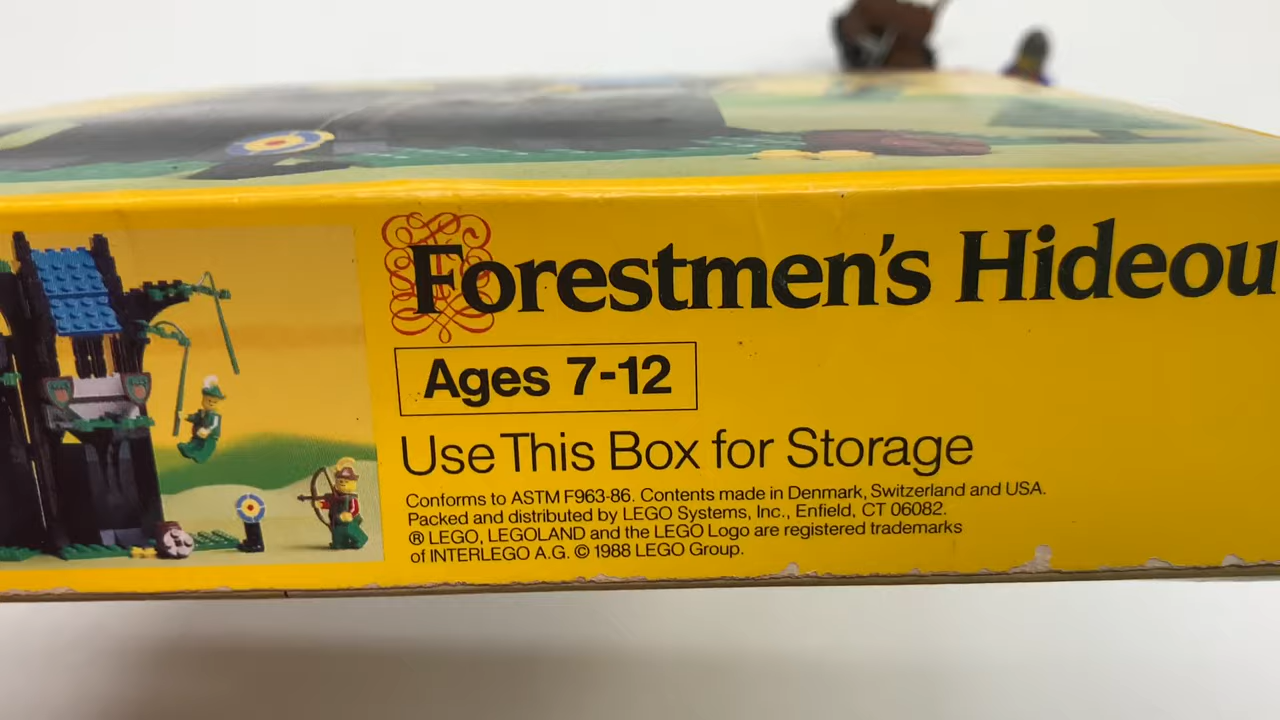 Forestmen's Hideou
Ages 7-12
Use This Box for Storage
Conforms to ASTM F963-86. Contents made in Denmark, Switzerland and USA.
Packed and distributed by LEGO Systems, Inc., Enfield, CT 06082.
® LEGO, LEGOLAND and the LEGO Logo are registered trademarks
of INTERLEGO A.G. © 1988 LEGO Group.